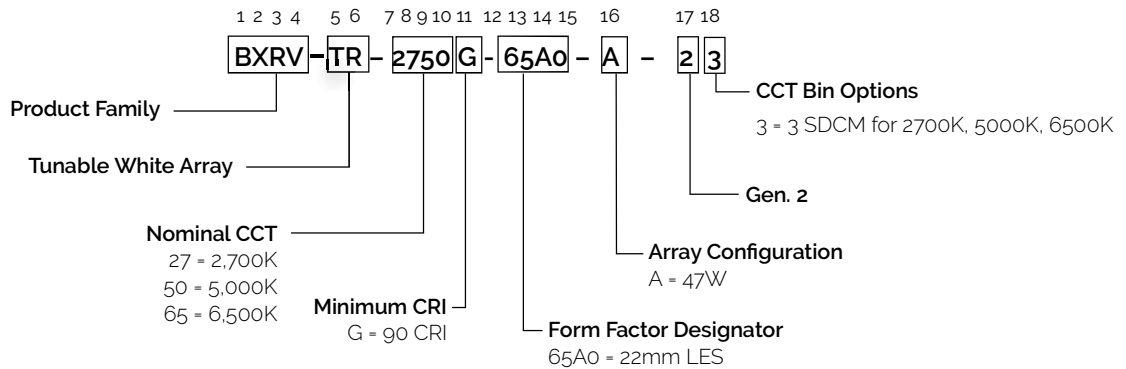 1 2 3 4 5 6 7 8 9 10 11 12 13 14 15 16 17 18
BXRV – TR – 2750 G - 65A0 – A – 2 3
Product Family
Tunable White Array
Nominal CCT
27 = 2,700K
50 = 5,000K
65 = 6,500K
Minimum CRI
G = 90 CRI
Form Factor Designator
65A0 = 22mm LES
Array Configuration
A = 47W
Gen. 2
CCT Bin Options
3 = 3 SDCM for 2700K, 5000K, 6500K